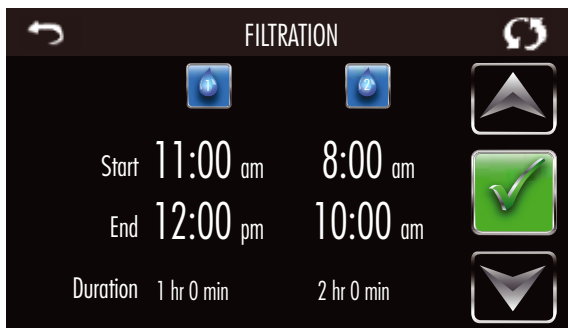 FILTRATION
1 2
Start 11:00 am 8:00 am
End 12:00 pm 10:00 am
Duration 1 hr 0 min 2 hr 0 min